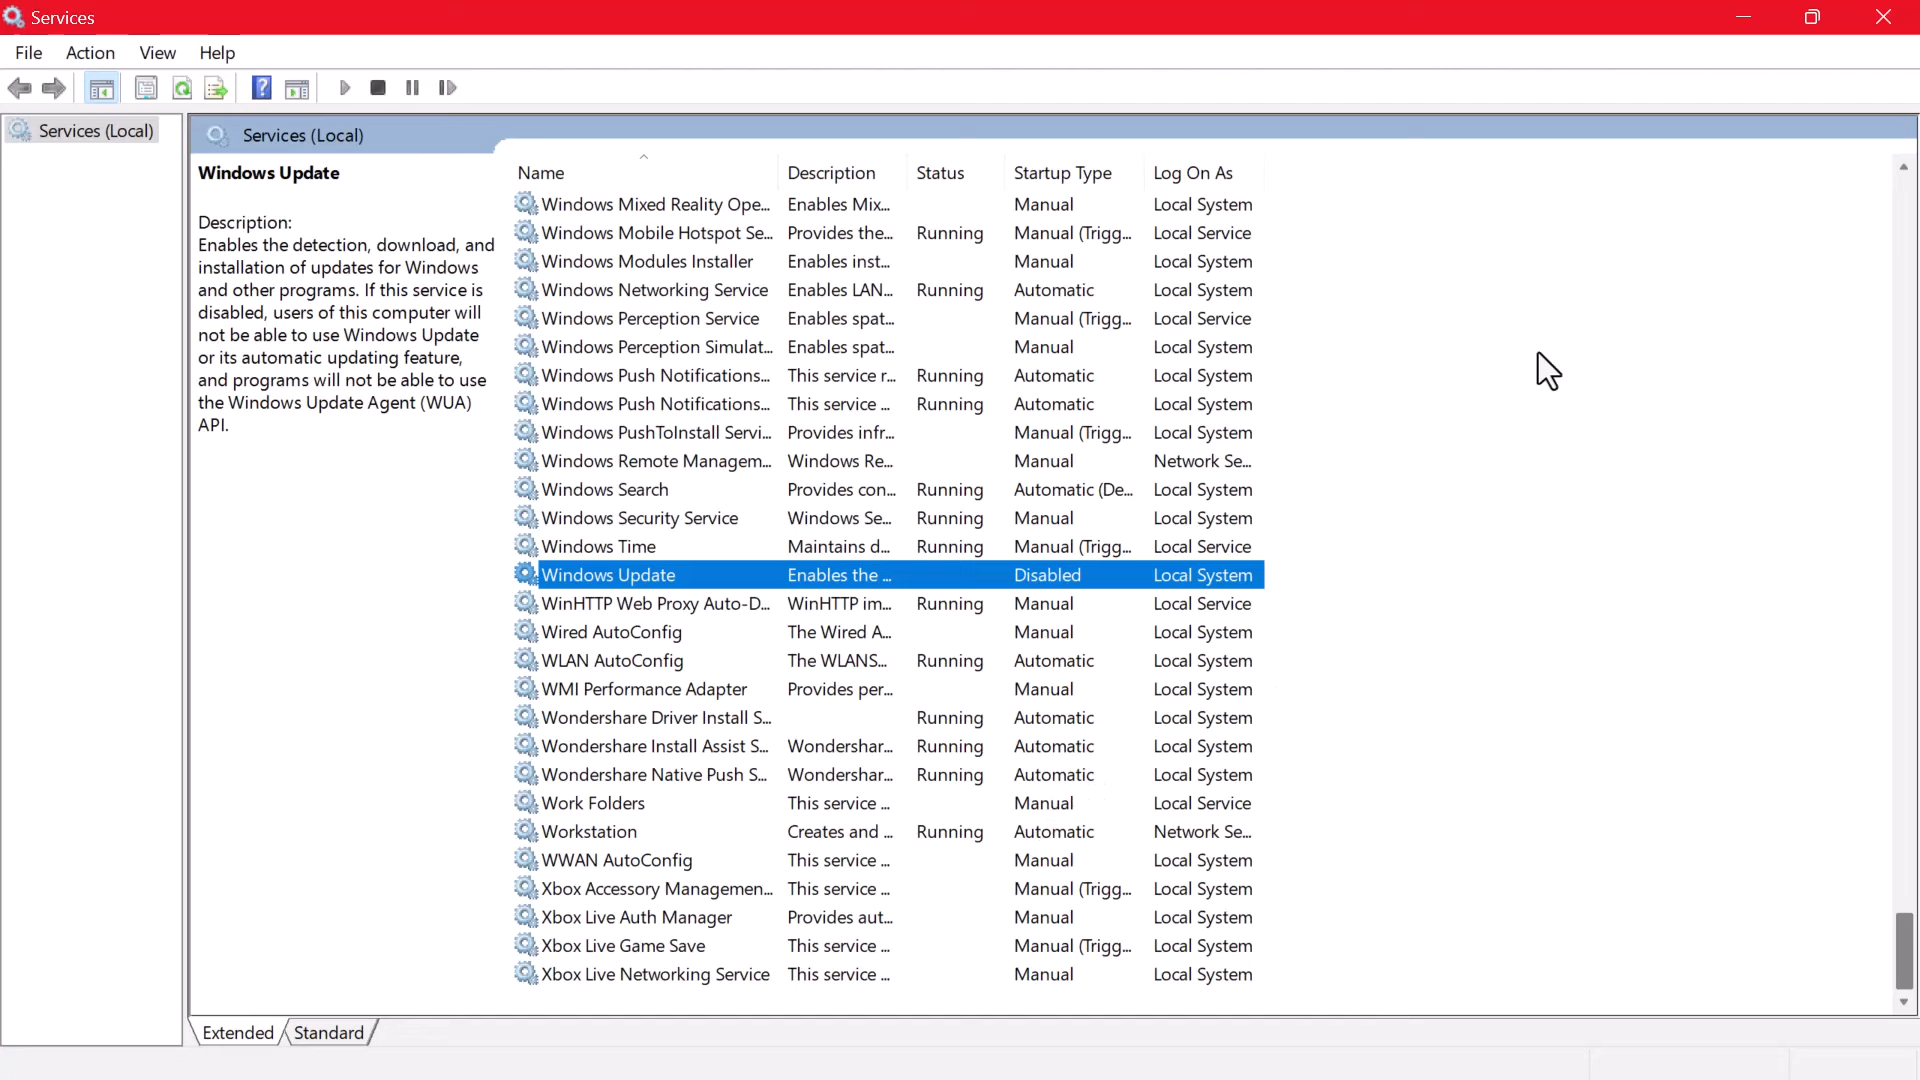 Services
File Action View Help
Services (Local)
Services (Local)
Windows Update
Description:
Enables the detection, download, and
installation of updates for Windows
and other programs. If this service is
disabled, users of this computer will
not be able to use Windows Update
or its automatic updating feature,
and programs will not be able to use
the Windows Update Agent (WUA)
API.
Name Description Status Startup Type Log On As
Windows Mixed Reality Ope... Enables Mix... Manual Local System
Windows Mobile Hotspot Se... Provides the... Running Manual (Trigg... Local Service
Windows Modules Installer Enables inst... Manual Local System
Windows Networking Service Enables LAN... Running Automatic Local System
Windows Perception Service Enables spat... Manual (Trigg... Local Service
Windows Perception Simulat... Enables spat... Manual Local System
Windows Push Notifications... This service r... Running Automatic Local System
Windows Push Notifications... This service ... Running Automatic Local System
Windows PushToInstall Servi... Provides infr... Manual (Trigg... Local System
Windows Remote Managem... Windows Re... Manual Network Se...
Windows Search Provides con... Running Automatic (De... Local System
Windows Security Service Windows Se... Running Manual Local System
Windows Time Maintains d... Running Manual (Trigg... Local Service
Windows Update Enables the ... Disabled Local System
WinHTTP Web Proxy Auto-D... WinHTTP im... Running Manual Local Service
Wired AutoConfig The Wired A... Manual Local System
WLAN AutoConfig The WLANS... Running Automatic Local System
WMI Performance Adapter Provides per... Manual Local System
Wondershare Driver Install S... Running Automatic Local System
Wondershare Install Assist S... Wondershar... Running Automatic Local System
Wondershare Native Push S... Wondershar... Running Automatic Local System
Work Folders This service ... Manual Local Service
Workstation Creates and ... Running Automatic Network Se...
WWAN AutoConfig This service ... Manual Local System
Xbox Accessory Managemen... This service ... Manual (Trigg... Local System
Xbox Live Auth Manager Provides aut... Manual Local System
Xbox Live Game Save This service ... Manual (Trigg... Local System
Xbox Live Networking Service This service ... Manual Local System
Extended Standard